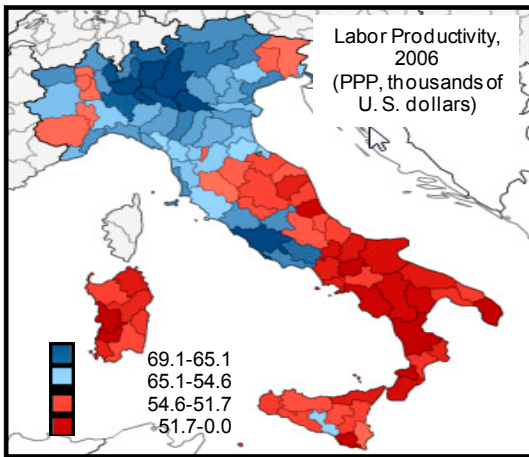 Labor Productivity,
2006
(PPP, thousands of
U. S. dollars)
69.1-65.1
65.1-54.6
54.6-51.7
51.7-0.0